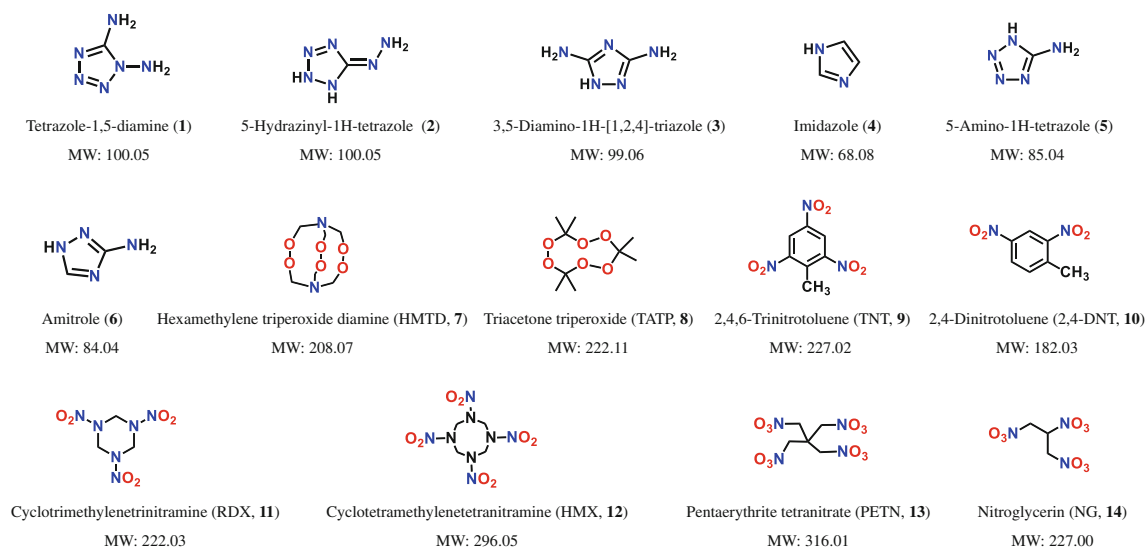 NH2
N
N
N
N
NH2
Tetrazole-1,5-diamine (1)
MW: 100.05
NH2
N
N
HN
N
H
N
5-Hydrazinyl-1H-tetrazole (2)
MW: 100.05
H2N
N
NH2
HN
N
3,5-Diamino-1H-[1,2,4]-triazole (3)
MW: 99.06
HN
N
Imidazole (4)
MW: 68.08
H
N
NH2
N
N
N
5-Amino-1H-tetrazole (5)
MW: 85.04
N
HN
NH2
N
Amitrole (6)
MW: 84.04
N
O
O
O
O
O
O
N
Hexamethylene triperoxide diamine (HMTD, 7)
MW: 208.07
O
O
O
O
O
O
Triacetone triperoxide (TATP, 8)
MW: 222.11
NO2
O2N
NO2
CH3
2,4,6-Trinitrotoluene (TNT, 9)
MW: 227.02
O2N
NO2
CH3
2,4-Dinitrotoluene (2,4-DNT, 10)
MW: 182.03
O2N
N
N
NO2
N
NO2
Cyclotrimethylenetrinitramine (RDX, 11)
MW: 222.03
O2N
N
O2N
N
N
NO2
N
NO2
Cyclotetramethylenetetranitramine (HMX, 12)
MW: 296.05
O3N
NO3
O3N
NO3
Pentaerythrite tetranitrate (PETN, 13)
MW: 316.01
NO3
O3N
NO3
Nitroglycerin (NG, 14)
MW: 227.00